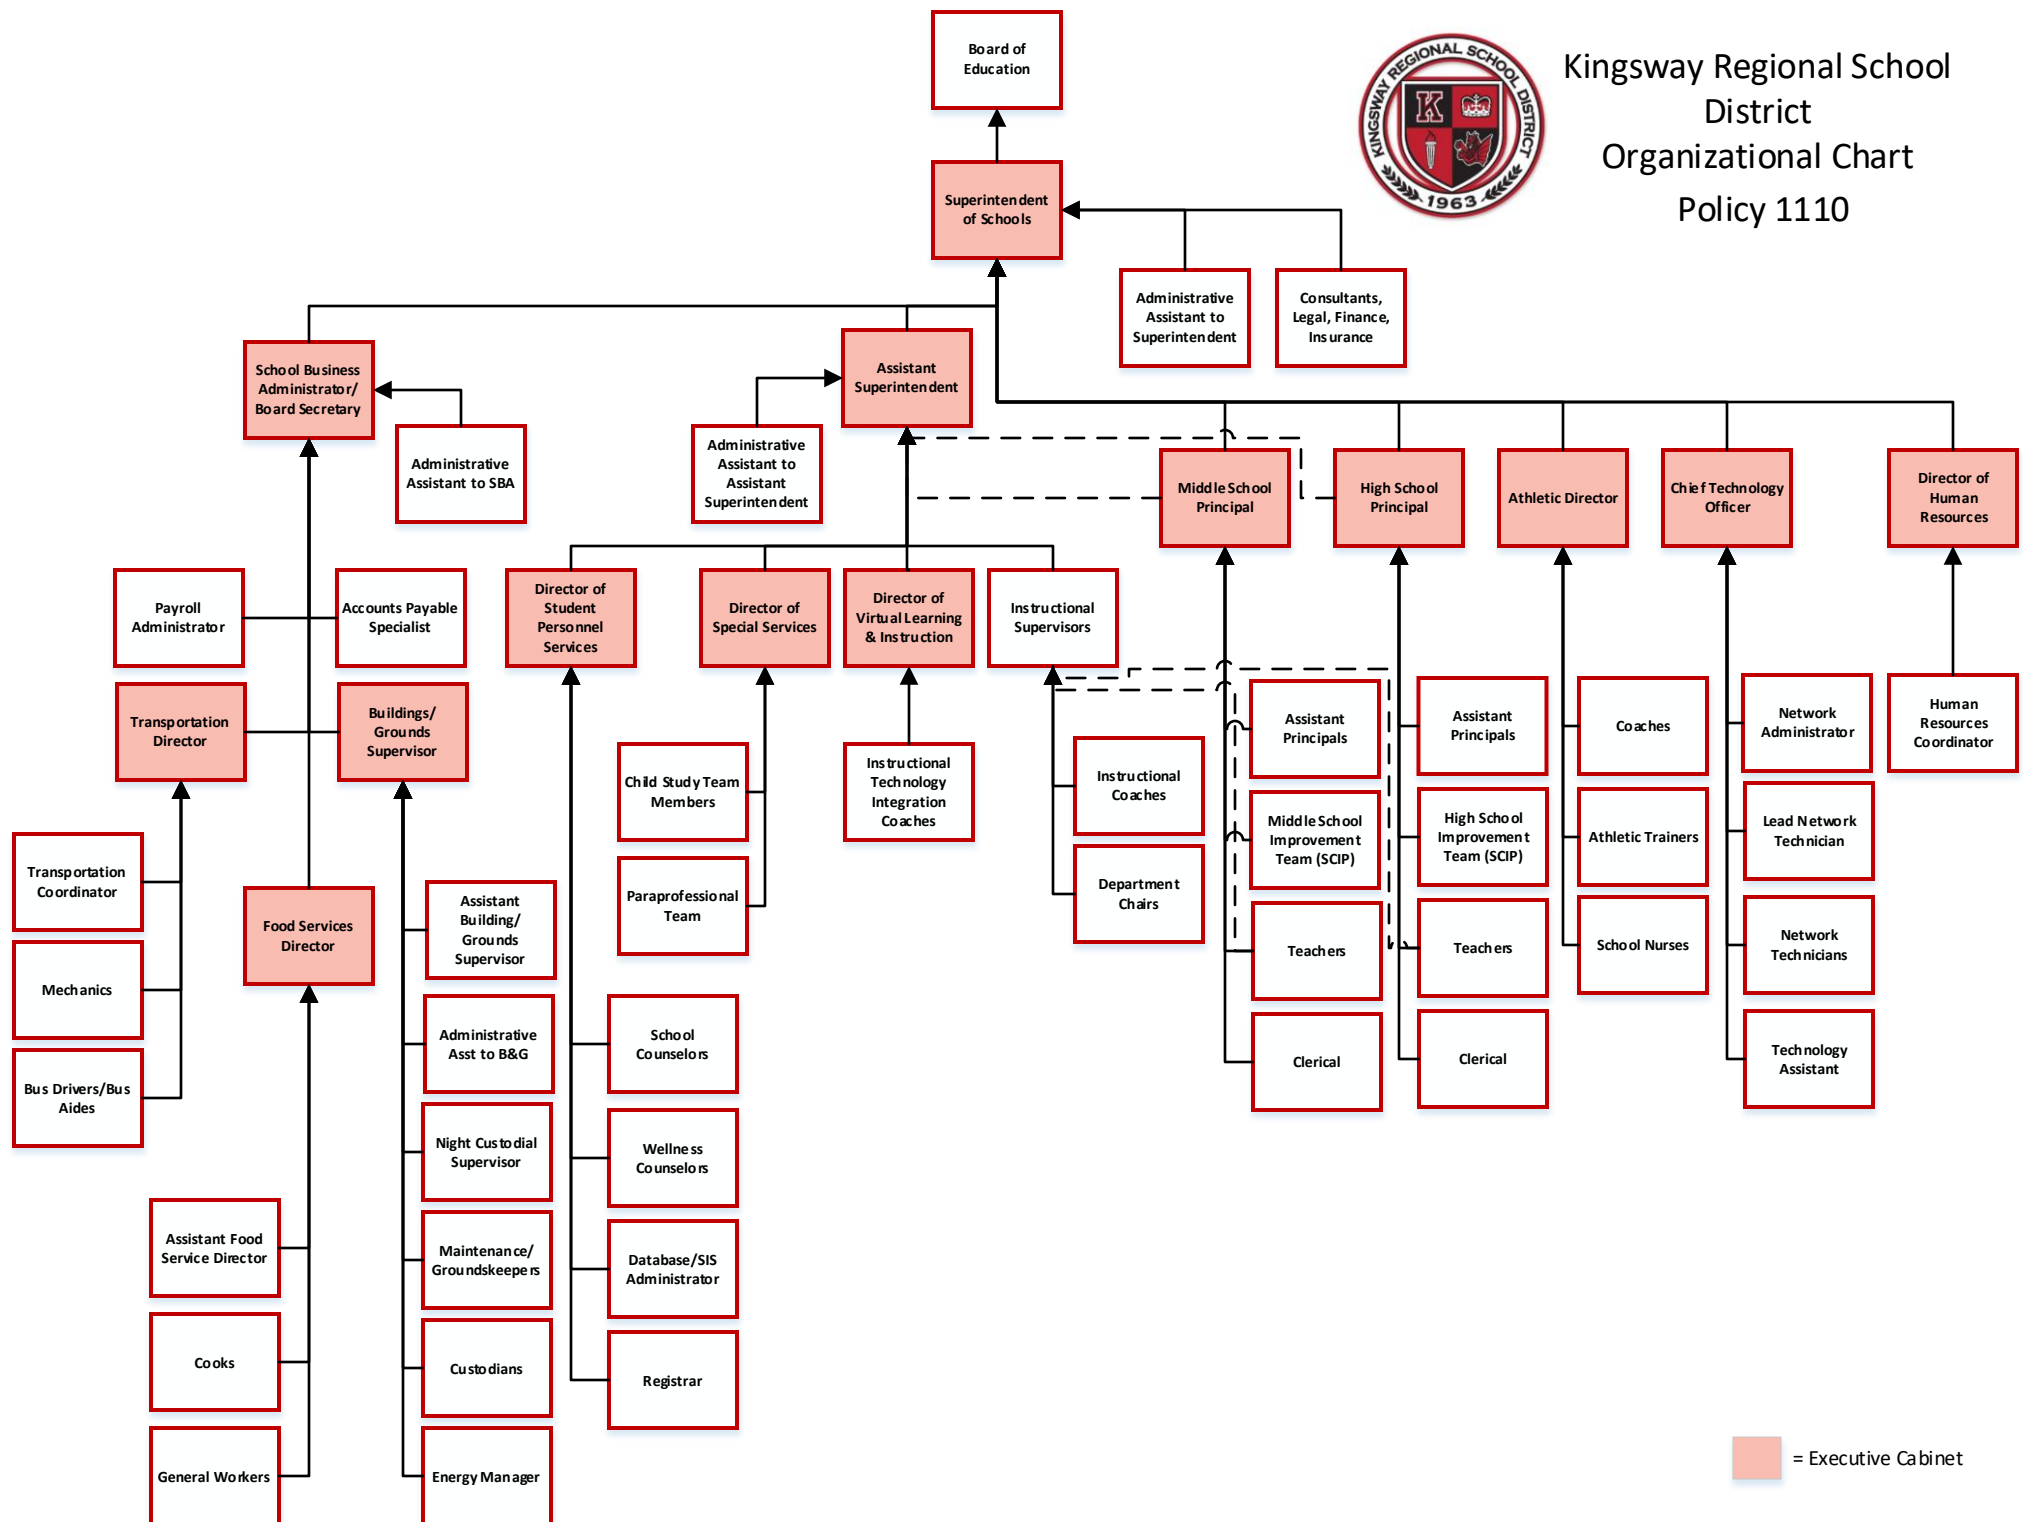 Board of
Education
KINGSWAY REGIONAL SCHOOL DISTRICT
K
1963
Kingsway Regional School
District
Organizational Chart
Policy 1110
Superintendent
of Schools
Administrative
Assistant to
Superintendent
Consultants,
Legal, Finance,
Insurance
School Business
Administrator/
Board Secretary
Assistant
Superintendent
Administrative
Assistant to SBA
Administrative
Assistant to
Assistant
Superintendent
Middle School
Principal
High School
Principal
Athletic Director
Chief Technology
Officer
Director of
Human
Resources
Payroll
Administrator
Accounts Payable
Specialist
Director of
Student
Personnel
Services
Director of
Special Services
Director of
Virtual Learning
& Instruction
Instructional
Supervisors
Transportation
Director
Buildings/
Grounds
Supervisor
Child Study Team
Members
Instructional
Technology
Integration
Coaches
Instructional
Coaches
Assistant
Principals
Assistant
Principals
Coaches
Network
Administrator
Human
Resources
Coordinator
Transportation
Coordinator
Paraprofessional
Team
Department
Chairs
Middle School
Improvement
Team (SCIP)
High School
Improvement
Team (SCIP)
Athletic Trainers
Lead Network
Technician
Food Services
Director
Assistant
Building/
Grounds
Supervisor
Teachers
Teachers
School Nurses
Network
Technicians
Mechanics
Administrative
Asst to B&G
School
Counselors
Clerical
Clerical
Technology
Assistant
Bus Drivers/Bus
Aides
Night Custodial
Supervisor
Wellness
Counselors
Assistant Food
Service Director
Maintenance/
Groundskeepers
Database/SIS
Administrator
Cooks
Custodians
Registrar
General Workers
Energy Manager
= Executive Cabinet